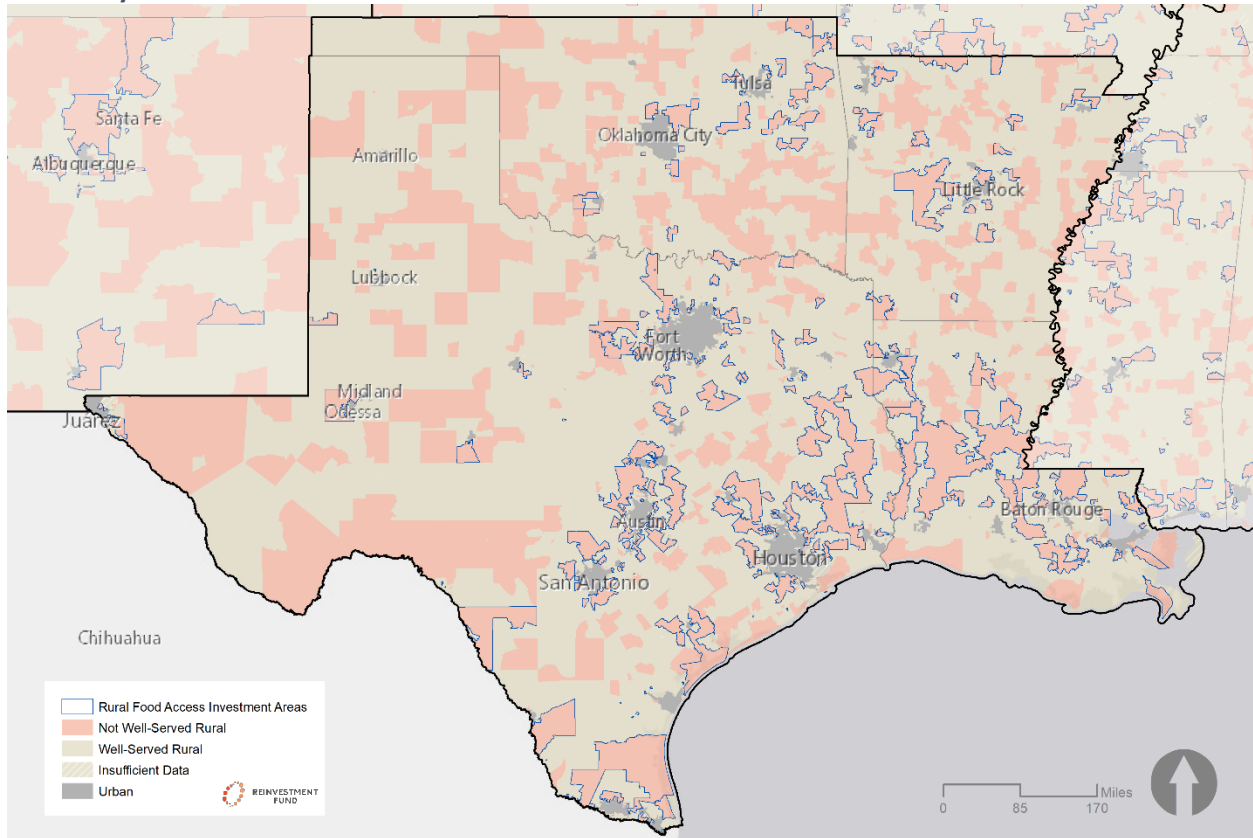 Tulsa
Santa Fe
Oklahoma City
Albuquerque
Amarillo
Little Rock
Lubbock
Fort
Worth
Midland
Odessa
Juárez
Baton Rouge
Austin
Houston
San Antonio
Chihuahua
Rural Food Access Investment Areas
Not Well-Served Rural
Well-Served Rural
Insufficient Data
Urban
REINVESTMENT
FUND
Miles
0 85 170